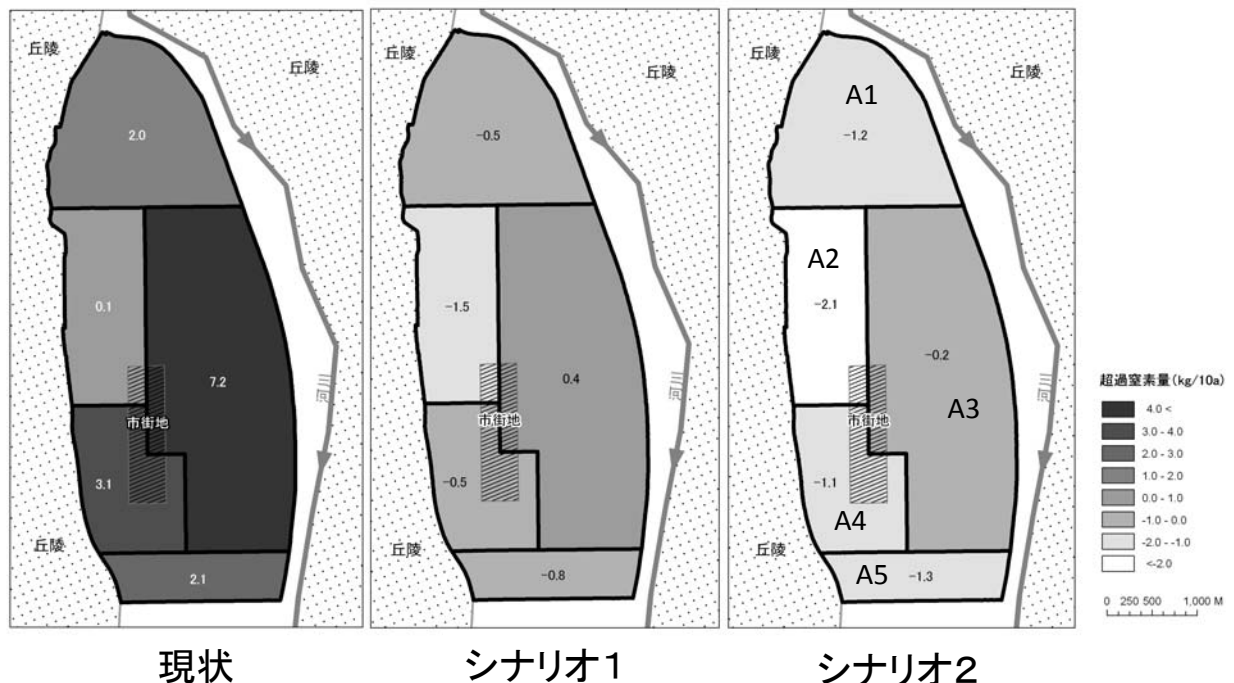 丘陵
丘陵
2.0
0.1
7.2
市街地
3.1
丘陵
2.1
河川
現状
丘陵
丘陵
-0.5
-1.5
0.4
市街地
-0.5
丘陵
-0.8
河川
シナリオ1
丘陵
丘陵
A1
-1.2
A2
-2.1
-0.2
A3
市街地
-1.1
A4
丘陵
A5
-1.3
河川
シナリオ2
超過窒素量(kg/10a)
4.0 <
3.0 - 4.0
2.0 - 3.0
1.0 - 2.0
0.0 - 1.0
-1.0 - 0.0
-2.0 - -1.0
<-2.0
0 250 500 1,000 M